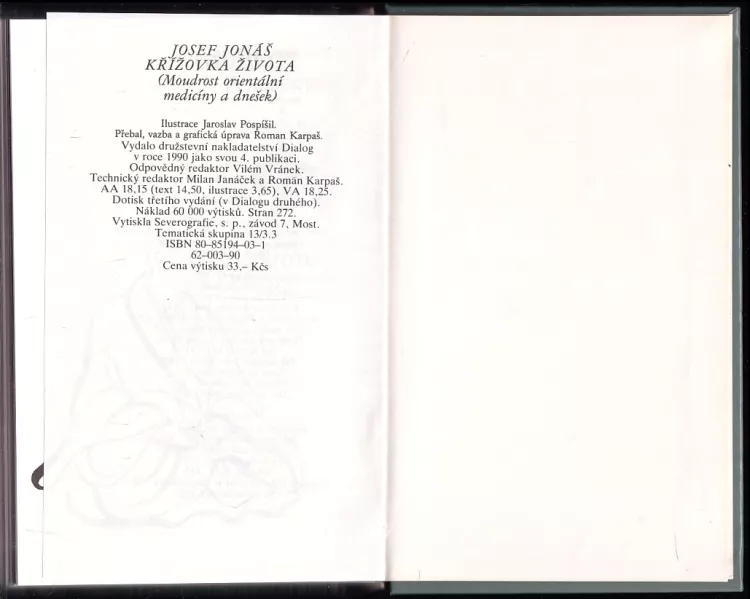 JOSEF JONÁŠ
KŘÍŽOVKA ŽIVOTA
(Moudrost orientální
medicíny a dnešek)
Ilustrace Jaroslav Pospíšil.
Přebal, vazba a grafická úprava Roman Karpaš.
Vydalo družstevní nakladatelství Dialog
v roce 1990 jako svou 4. publikaci.
Odpovědný redaktor Vilém Vránek.
Technický redaktor Milan Janáček a Roman Karpaš.
AA 18,15 (text 14,50, ilustrace 3,65), VA 18,25.
Dotisk třetího vydání (v Dialogu druhého).
Náklad 60 000 výtisků. Stran 272.
Vytiskla Severografie, s. p., závod 7, Most.
Tematická skupina 13/3.3
ISBN 80–85194–03–1
62–003–90
Cena výtisku 33,– Kčs